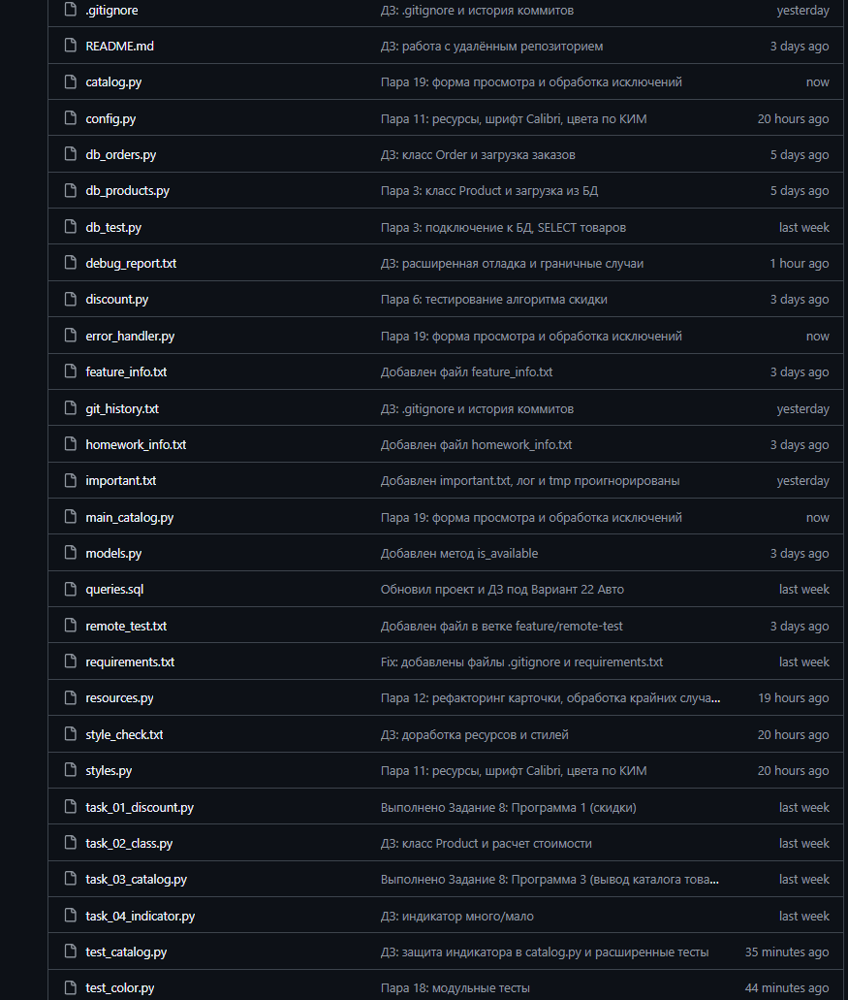 .gitignore ДЗ: .gitignore и история коммитов yesterday
README.md ДЗ: работа с удалённым репозиторием 3 days ago
catalog.py Пара 19: форма просмотра и обработка исключений now
config.py Пара 11: ресурсы, шрифт Calibri, цвета по КИМ 20 hours ago
db_orders.py ДЗ: класс Order и загрузка заказов 5 days ago
db_products.py Пара 3: класс Product и загрузка из БД 5 days ago
db_test.py Пара 3: подключение к БД, SELECT товаров last week
debug_report.txt ДЗ: расширенная отладка и граничные случаи 1 hour ago
discount.py Пара 6: тестирование алгоритма скидки 3 days ago
error_handler.py Пара 19: форма просмотра и обработка исключений now
feature_info.txt Добавлен файл feature_info.txt 3 days ago
git_history.txt ДЗ: .gitignore и история коммитов yesterday
homework_info.txt Добавлен файл homework_info.txt 3 days ago
important.txt Добавлен important.txt, лог и tmp проигнорированы yesterday
main_catalog.py Пара 19: форма просмотра и обработка исключений now
models.py Добавлен метод is_available 3 days ago
queries.sql Обновил проект и ДЗ под Вариант 22 Авто last week
remote_test.txt Добавлен файл в ветке feature/remote-test 3 days ago
requirements.txt Fix: добавлены файлы .gitignore и requirements.txt last week
resources.py Пара 12: рефакторинг карточки, обработка крайних случа... 19 hours ago
style_check.txt ДЗ: доработка ресурсов и стилей 20 hours ago
styles.py Пара 11: ресурсы, шрифт Calibri, цвета по КИМ 20 hours ago
task_01_discount.py Выполнено Задание 8: Программа 1 (скидки) last week
task_02_class.py ДЗ: класс Product и расчет стоимости last week
task_03_catalog.py Выполнено Задание 8: Программа 3 (вывод каталога това... last week
task_04_indicator.py ДЗ: индикатор много/мало last week
test_catalog.py ДЗ: защита индикатора в catalog.py и расширенные тесты 35 minutes ago
test_color.py Пара 18: модульные тесты 44 minutes ago